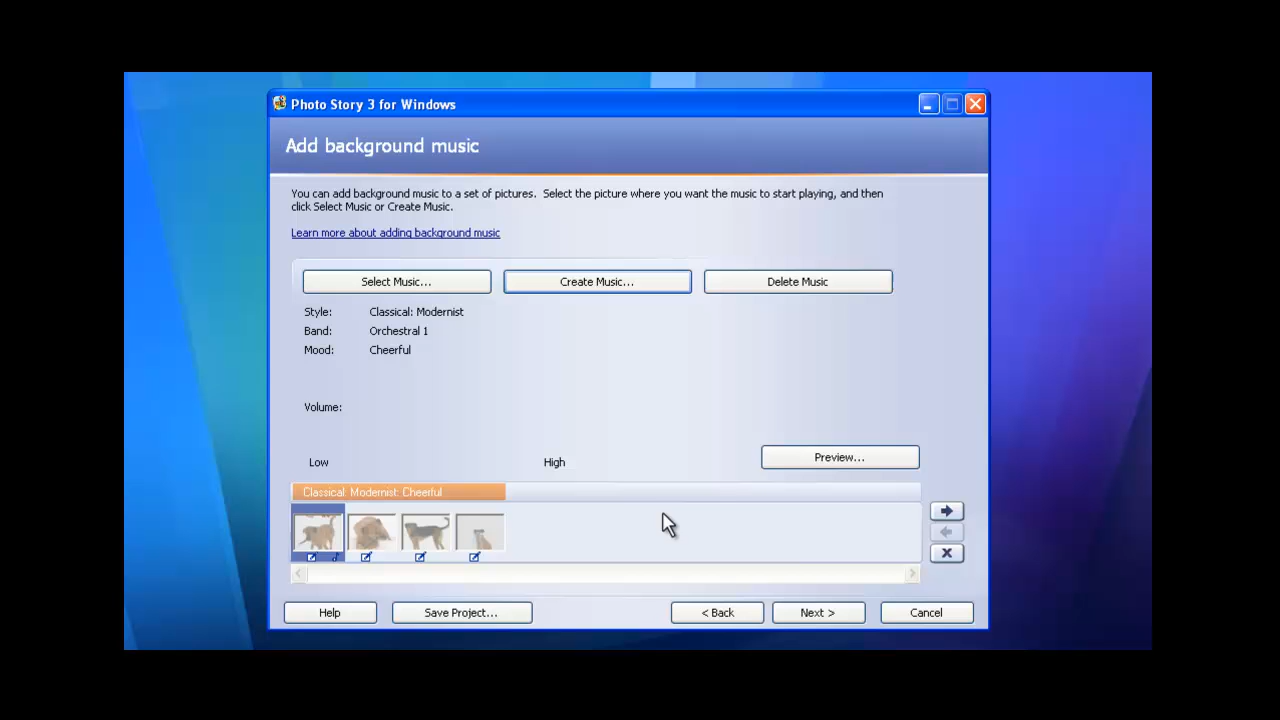 Photo Story 3 for Windows
Add background music
You can add background music to a set of pictures.  Select the picture where you want the music to start playing, and then
click Select Music or Create Music.
Learn more about adding background music
Select Music...
Create Music...
Delete Music
Style: Classical: Modernist
Band: Orchestral 1
Mood: Cheerful
Volume:
Low High
Preview...
Classical: Modernist: Cheerful
Help
Save Project...
< Back
Next >
Cancel